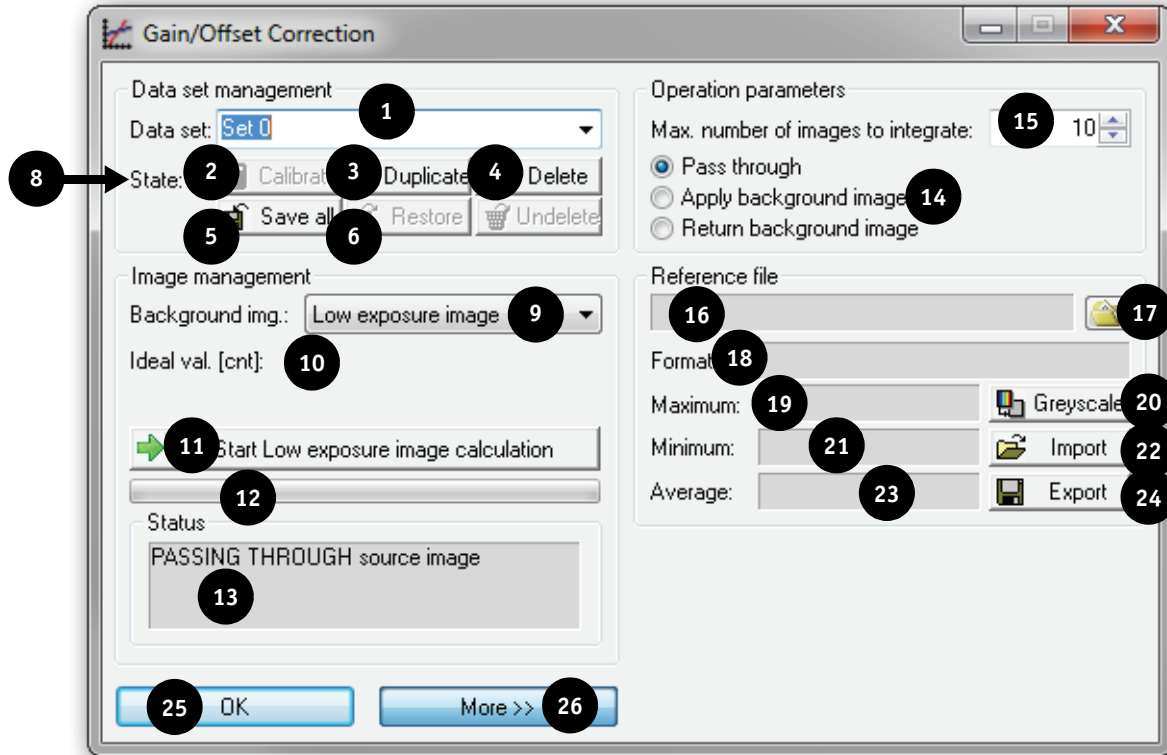 Gain/Offset Correction
Data set management
1
Data set: Set 0
8
State: 2 Calibrat 3 Duplicate 4 Delete
5 Save all 6 Restore Undelete
Image management
Background img.: Low exposure image 9
Ideal val. [cnt]: 10
11 Start Low exposure image calculation
12
Status
PASSING THROUGH source image
13
Operation parameters
Max. number of images to integrate: 15 10
Pass through
Apply background image 14
Return background image
Reference file
16 17
Format 18
Maximum: 19 Greyscale 20
Minimum: 21 Import 22
Average: 23 Export 24
25 OK More >> 26